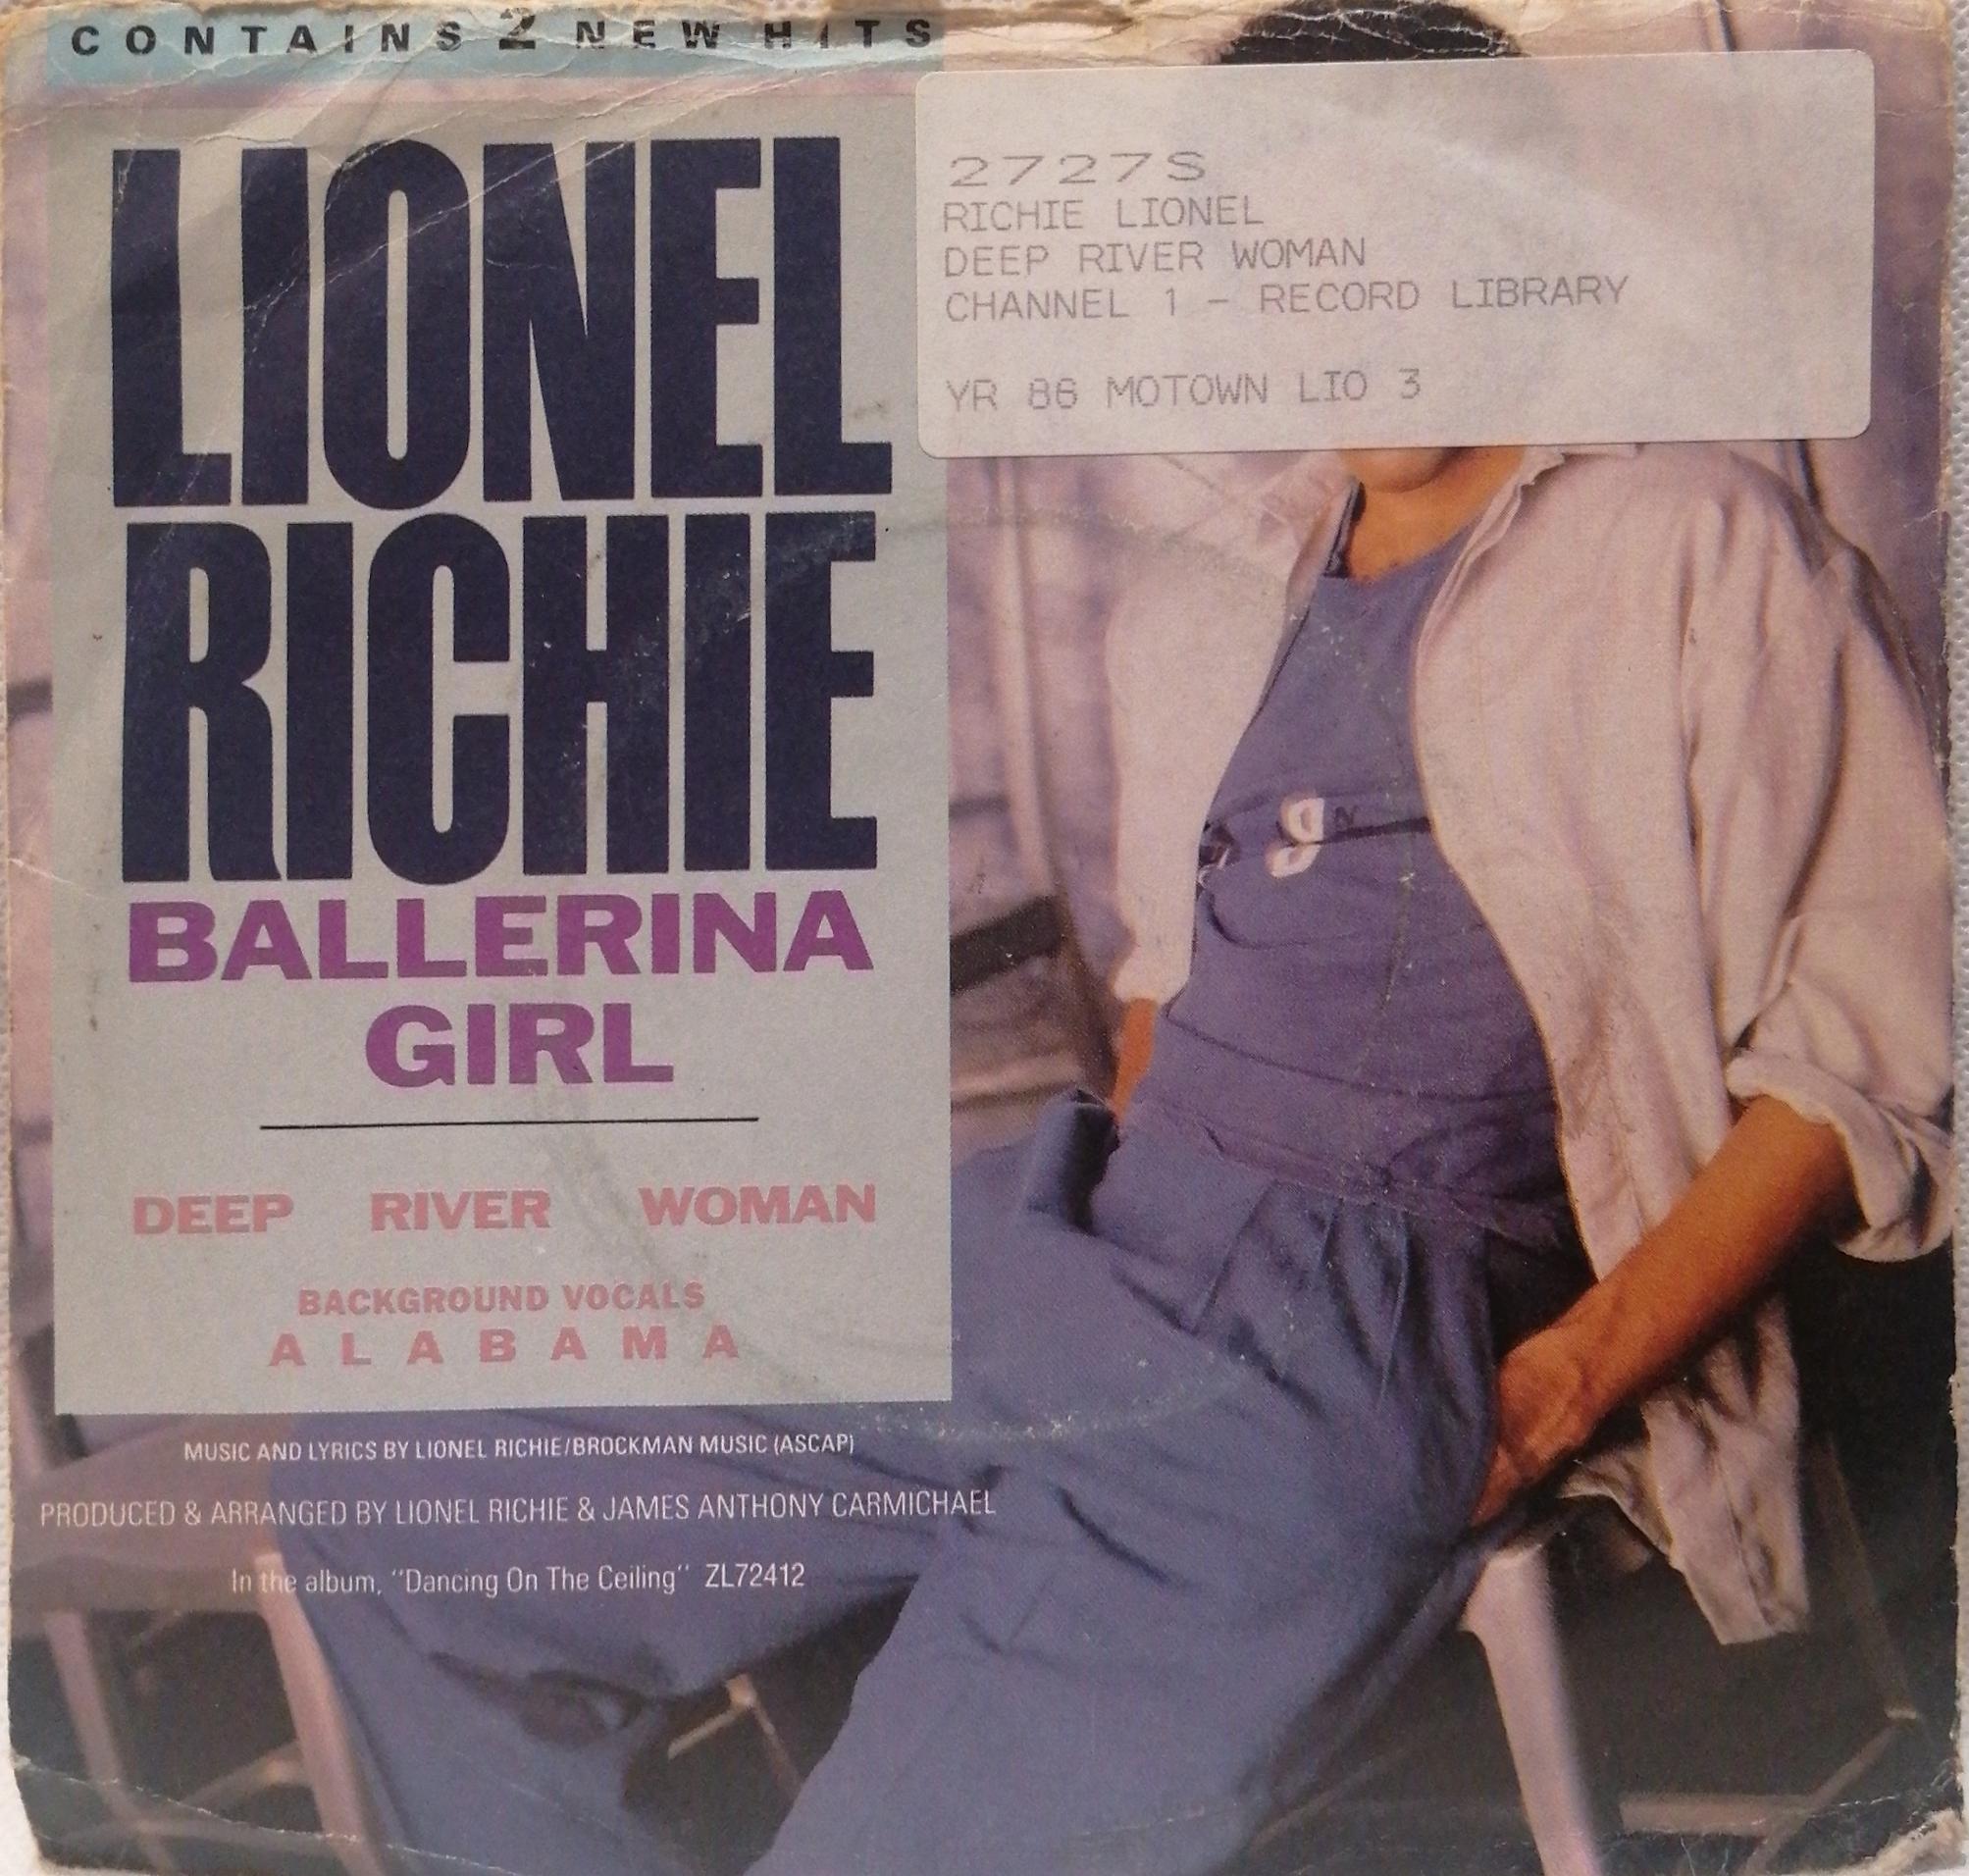 CONTAINS 2 NEW HITS
LIONEL
RICHIE
BALLERINA
GIRL
DEEP RIVER WOMAN
BACKGROUND VOCALS
ALABAMA
MUSIC AND LYRICS BY LIONEL RICHIE/BROCKMAN MUSIC (ASCAP)
PRODUCED & ARRANGED BY LIONEL RICHIE & JAMES ANTHONY CARMICHAEL
In the album, "Dancing On The Ceiling" ZL72412
2727S
RICHIE LIONEL
DEEP RIVER WOMAN
CHANNEL 1 - RECORD LIBRARY
YR 86 MOTOWN LIO 3